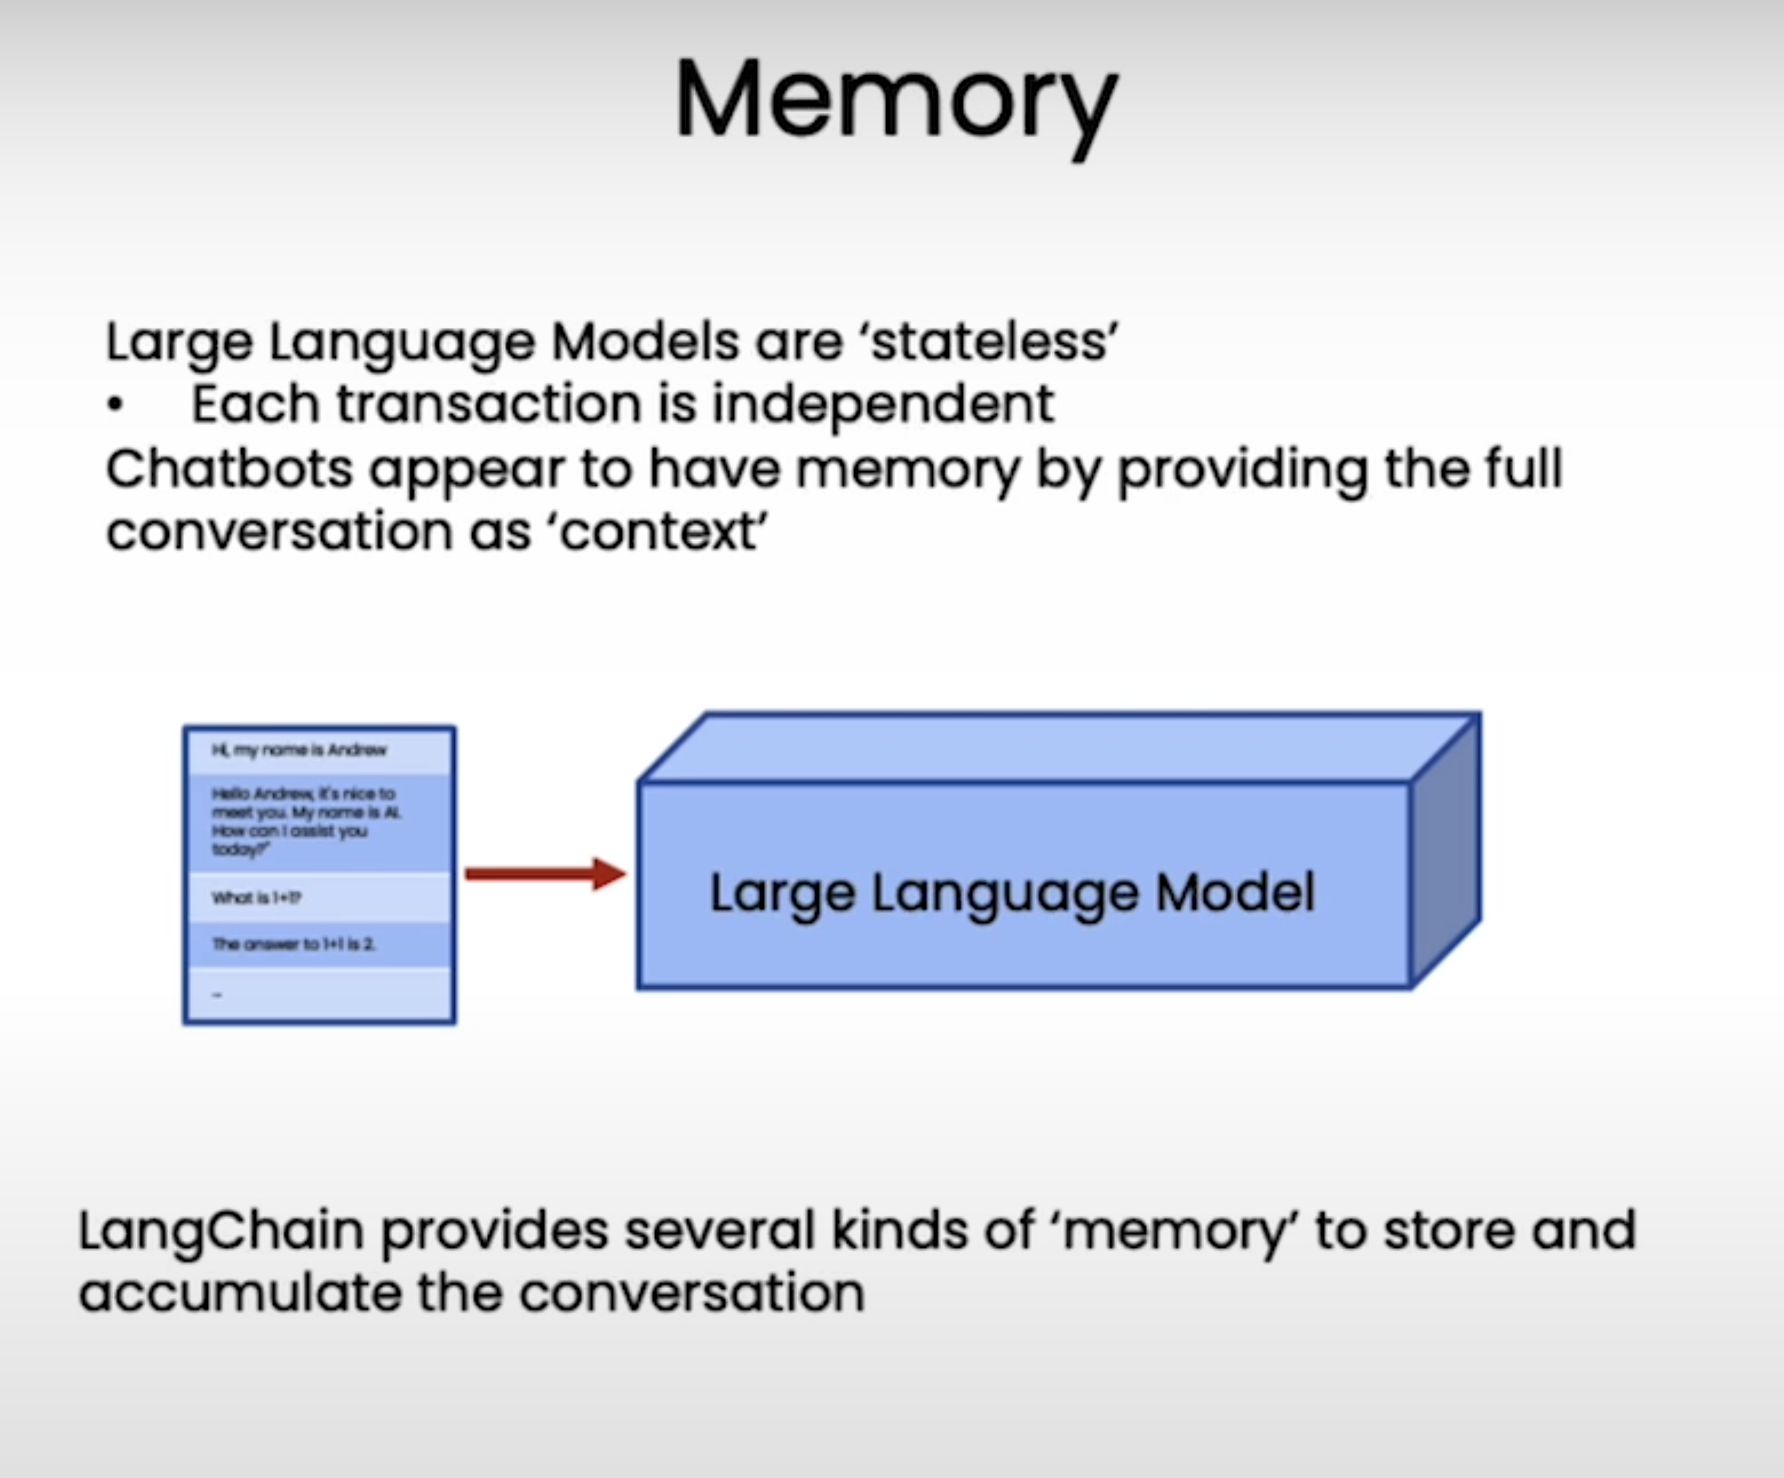 Memory
Large Language Models are ‘stateless’
• Each transaction is independent
Chatbots appear to have memory by providing the full
conversation as ‘context’
Hi, my name is Andrew
Hello Andrew, it's nice to
meet you. My name is AI.
How can I assist you
today?"
What is 1+1?
The answer to 1+1 is 2.
Large Language Model
LangChain provides several kinds of ‘memory’ to store and
accumulate the conversation